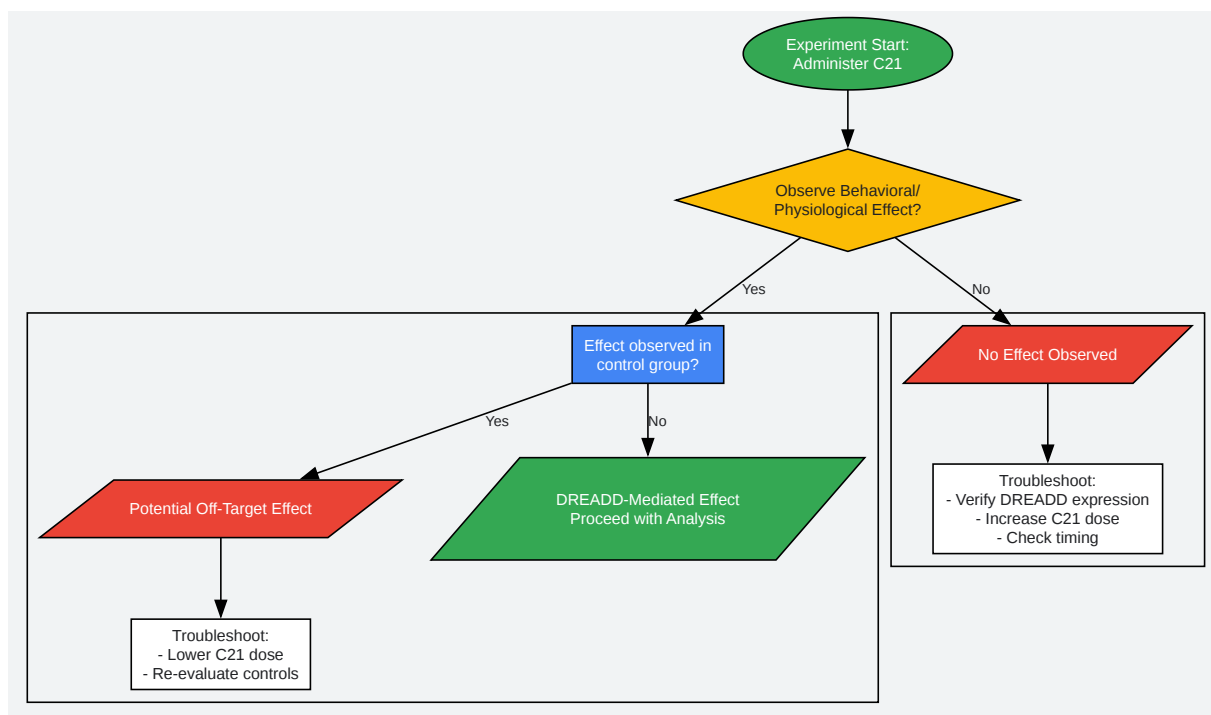 Experiment Start:
Administer C21
Observe Behavioral/
Physiological Effect?
Yes
No
Effect observed in
control group?
No Effect Observed
Yes
No
Potential Off-Target Effect
DREADD-Mediated Effect
Proceed with Analysis
Troubleshoot:
- Verify DREADD expression
- Increase C21 dose
- Check timing
Troubleshoot:
- Lower C21 dose
- Re-evaluate controls